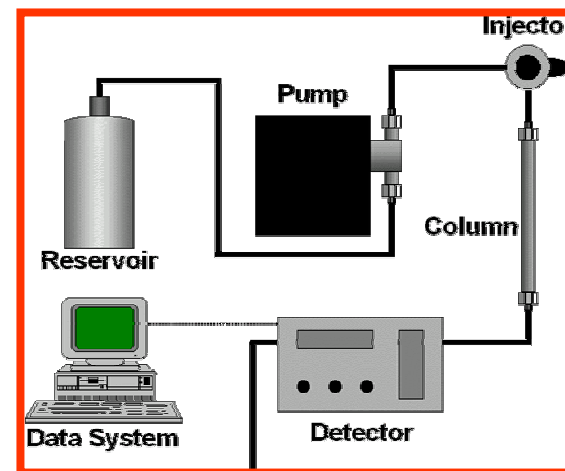 Injecto
Pump
Column
Reservoir
Data System
Detector